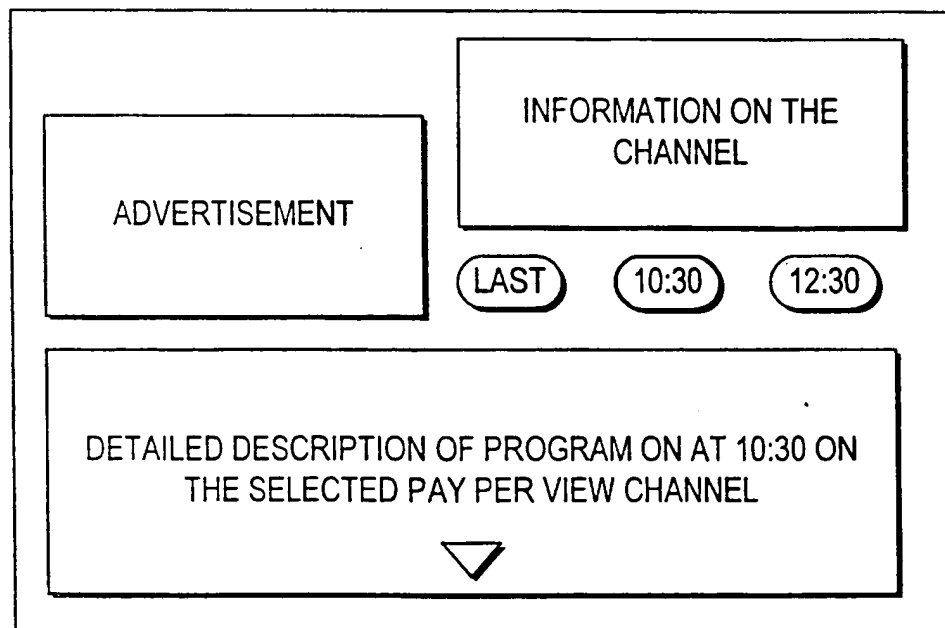 INFORMATION ON THE
CHANNEL
ADVERTISEMENT
LAST
10:30
12:30
DETAILED DESCRIPTION OF PROGRAM ON AT 10:30 ON
THE SELECTED PAY PER VIEW CHANNEL